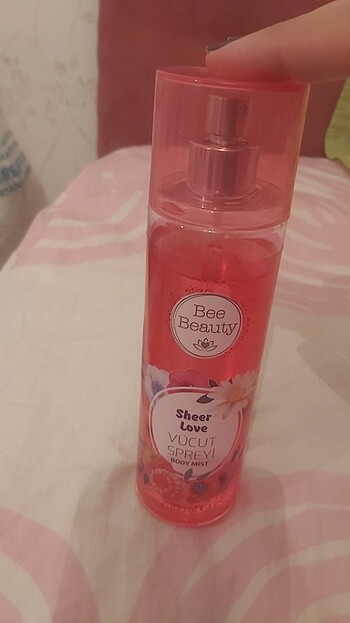 Bee
Beauty
Sheer
Love
VÜCUT
SPREYİ
BODY MIST